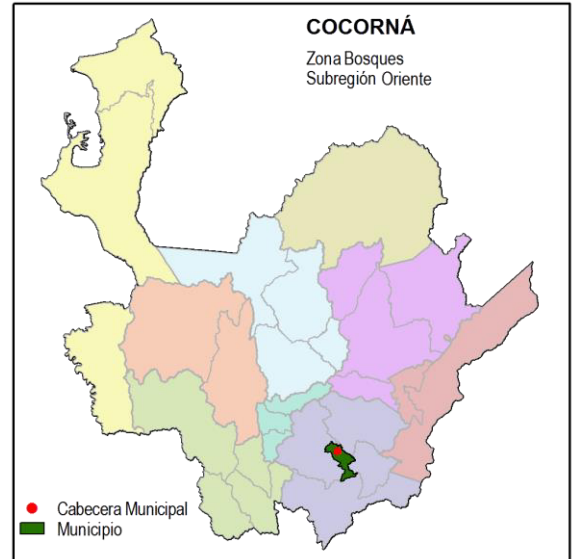 COCORNÁ
Zona Bosques
Subregión Oriente
Cabecera Municipal
Municipio